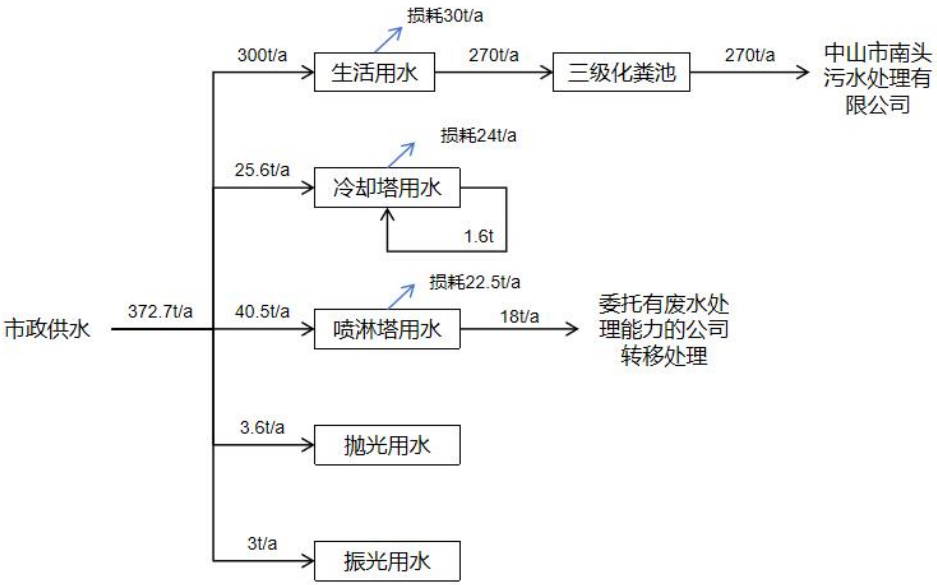 损耗30t/a
300t/a
生活用水
270t/a
三级化粪池
270t/a
中山市南头
污水处理有
限公司
损耗24t/a
25.6t/a
冷却塔用水
1.6t
损耗22.5t/a
市政供水
372.7t/a
40.5t/a
喷淋塔用水
18t/a
委托有废水处
理能力的公司
转移处理
3.6t/a
抛光用水
3t/a
振光用水